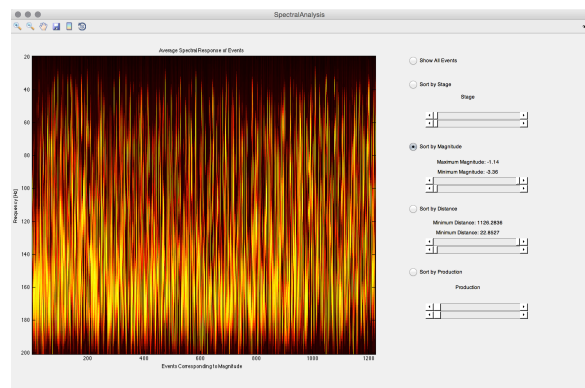 SpectralAnalysis
Average Spectral Response of Events
Frequency [Hz]
20
40
60
80
100
120
140
160
180
200
200
400
600
800
1000
1200
Events Corresponding to Magnitude
Show All Events
Sort by Stage
Stage
Sort by Magnitude
Maximum Magnitude: -1.14
Minimum Magnitude: -3.36
Sort by Distance
Minimum Distance: 1126.2836
Minimum Distance: 22.6527
Sort by Production
Production